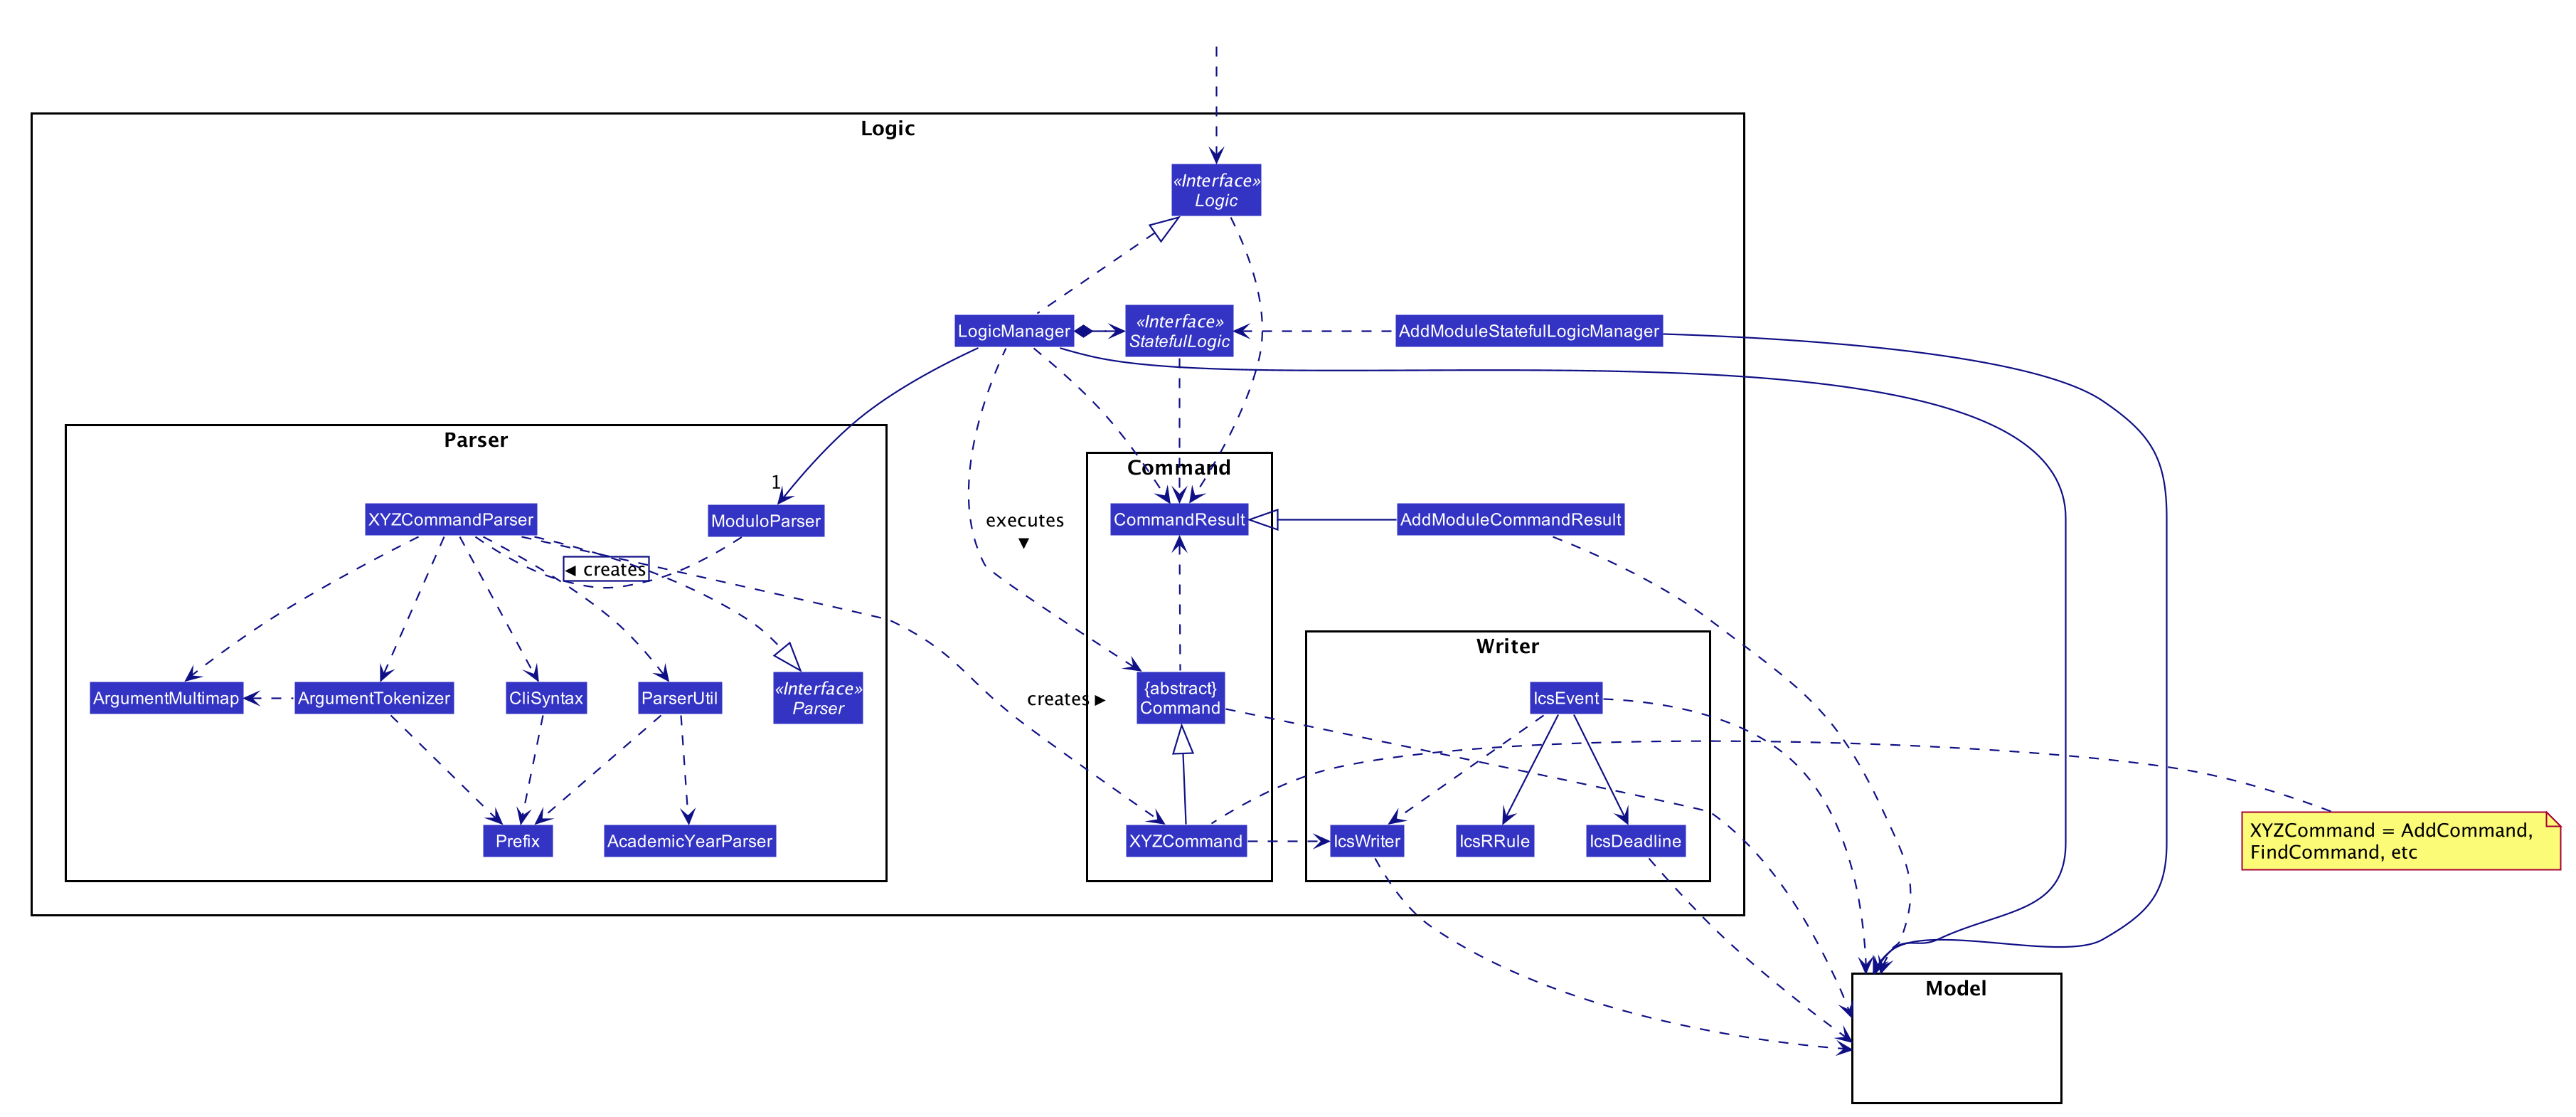 Logic
«Interface»
Logic
LogicManager
«Interface»
StatefulLogic
AddModuleStatefulLogicManager
Parser
Command
1
XYZCommandParser
ModuloParser
executes
▼
CommandResult
AddModuleCommandResult
◄ creates
Writer
ArgumentMultimap
ArgumentTokenizer
CliSyntax
ParserUtil
«Interface»
Parser
creates ►
{abstract}
Command
IcsEvent
Prefix
AcademicYearParser
XYZCommand
IcsWriter
IcsRRule
IcsDeadline
XYZCommand = AddCommand,
FindCommand, etc
Model